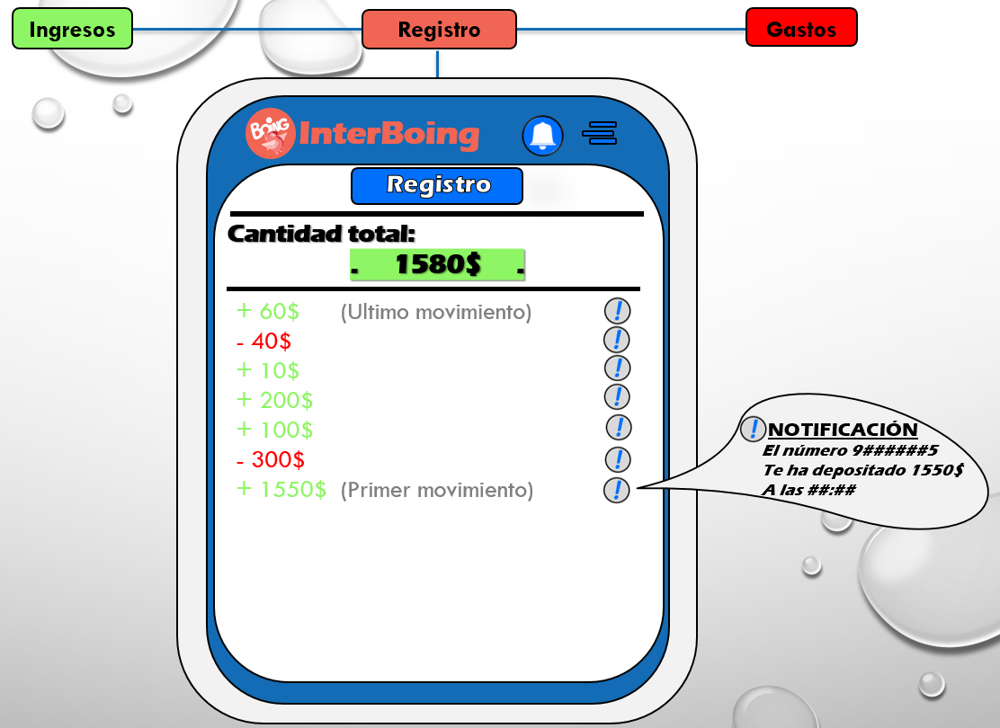 Ingresos
Registro
Gastos
BOING
InterBoing
Registro
Cantidad total:
. 1580$ .
+ 60$ (Ultimo movimiento)
- 40$
+ 10$
+ 200$
+ 100$
- 300$
+ 1550$ (Primer movimiento)
! NOTIFICACIÓN
El número 9######5
Te ha depositado 1550$
A las ##:##